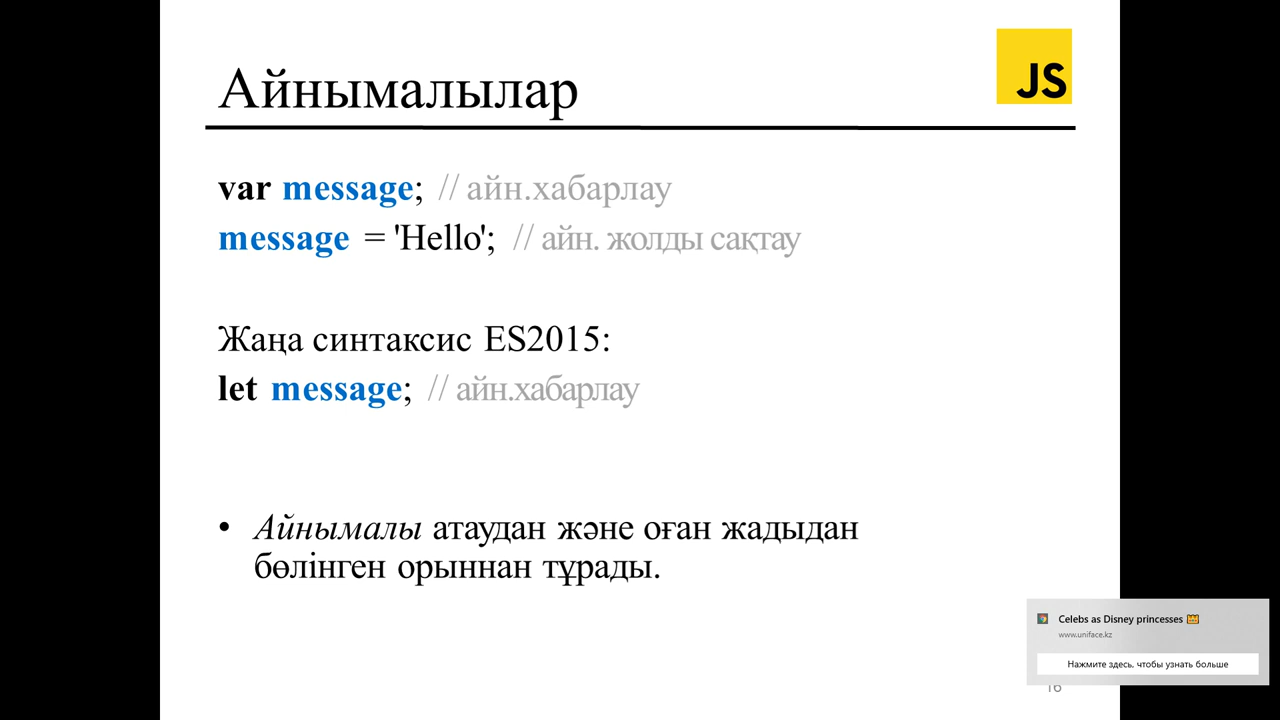 Айнымалылар
JS
var message; // айн.хабарлау
message = 'Hello'; // айн. жолды сақтау
Жаңа синтаксис ES2015:
let message; // айн.хабарлау
• Айнымалы атаудан және оған жадыдан
бөлінген орыннан тұрады.
Celebs as Disney princesses 👑
www.uniface.kz
Нажмите здесь, чтобы узнать больше
16